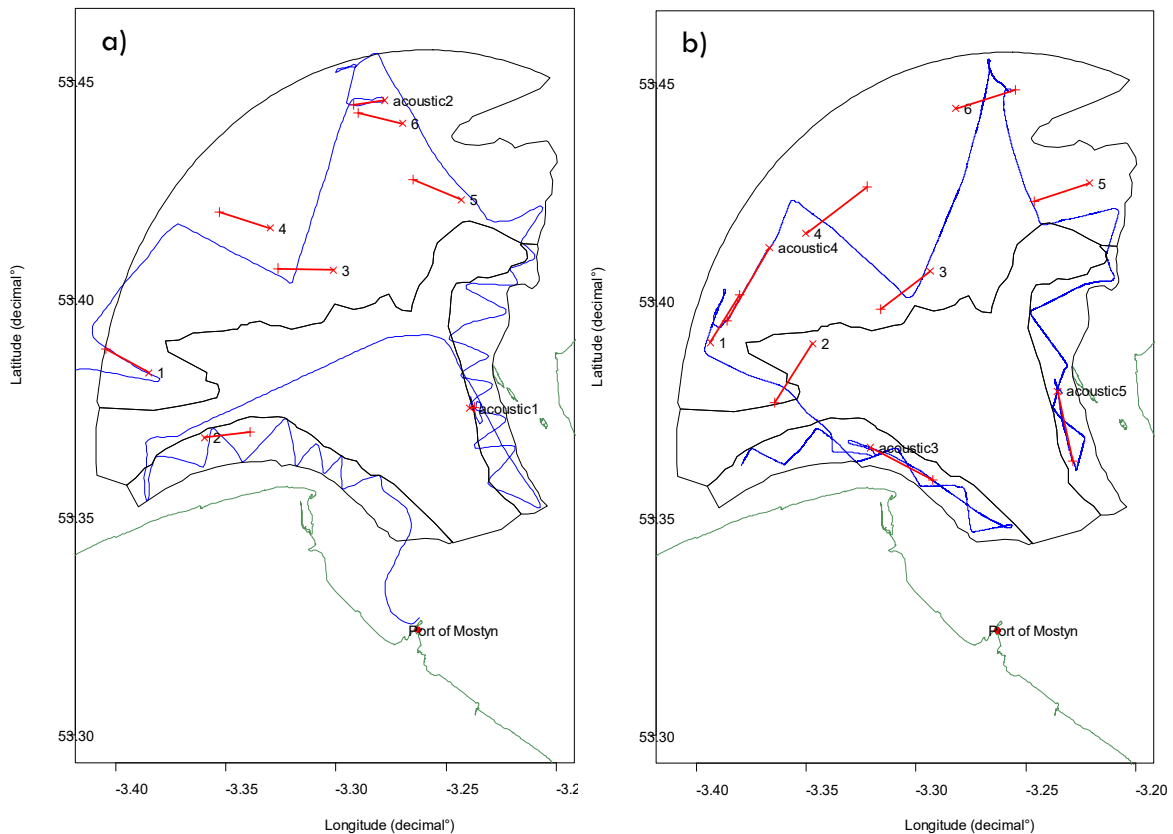 a)
53.45
53.40
53.35
53.30
Latitude (decimal°)
acoustic2
6
5
4
3
1
acoustic1
2
Port of Mostyn
-3.40
-3.35
-3.30
-3.25
-3.2
Longitude (decimal°)
b)
53.45
53.40
53.35
53.30
Latitude (decimal°)
6
5
4
acoustic4
3
1
2
acoustic5
acoustic3
Port of Mostyn
-3.40
-3.35
-3.30
-3.25
-3.20
Longitude (decimal°)